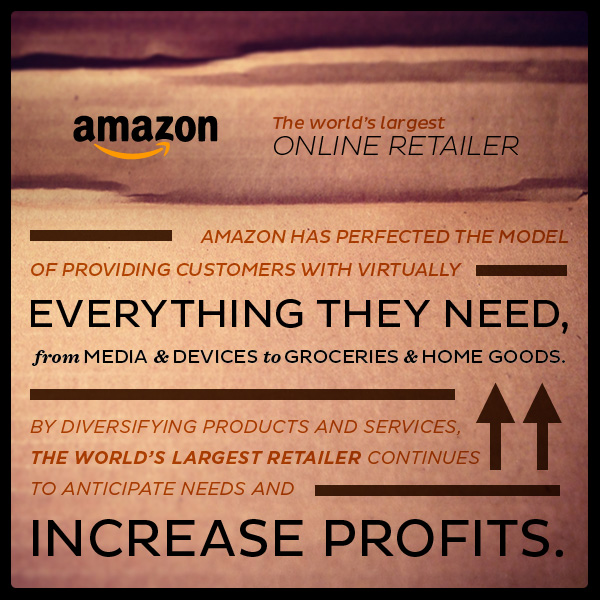 amazon
The world's largest
ONLINE RETAILER
AMAZON HAS PERFECTED THE MODEL
OF PROVIDING CUSTOMERS WITH VIRTUALLY
EVERYTHING THEY NEED,
from MEDIA & DEVICES to GROCERIES & HOME GOODS.
BY DIVERSIFYING PRODUCTS AND SERVICES,
THE WORLD'S LARGEST RETAILER CONTINUES
TO ANTICIPATE NEEDS AND
INCREASE PROFITS.